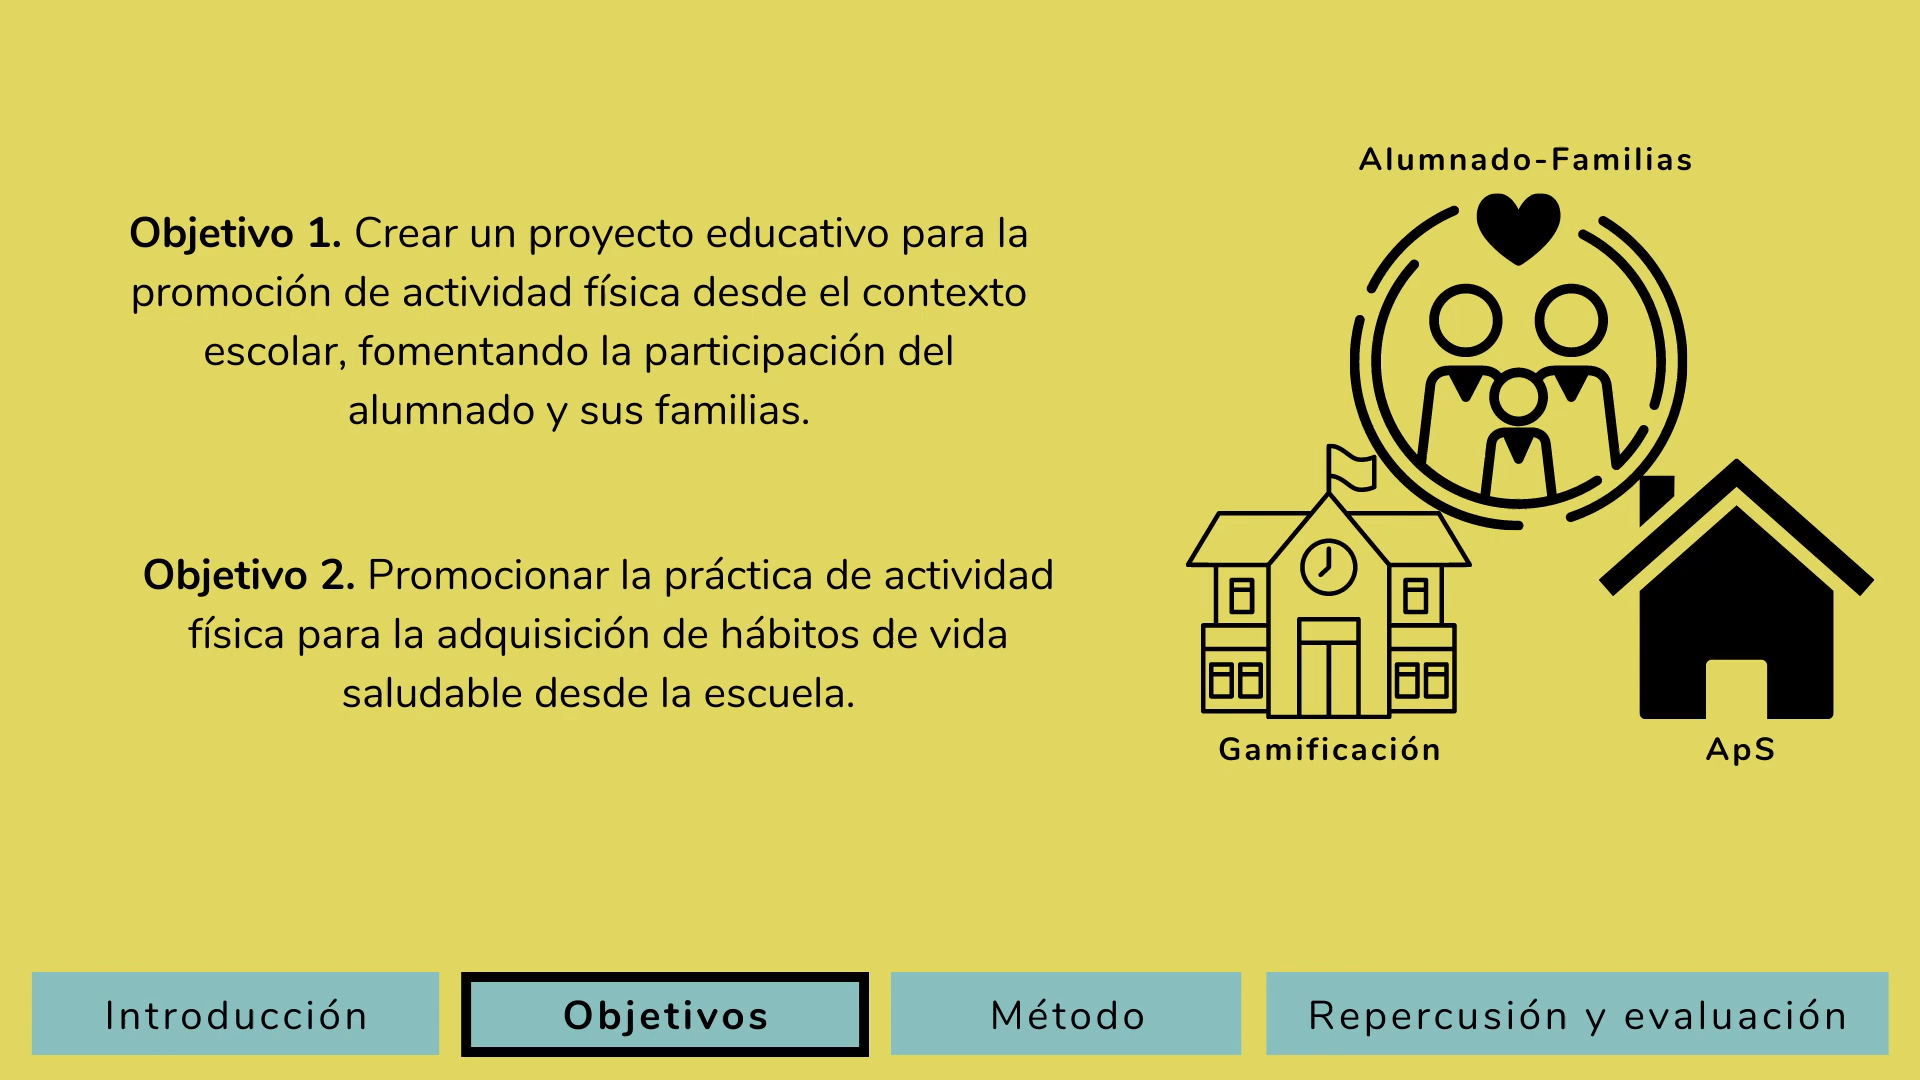 Objetivo 1. Crear un proyecto educativo para la
promoción de actividad física desde el contexto
escolar, fomentando la participación del
alumnado y sus familias.
Objetivo 2. Promocionar la práctica de actividad
física para la adquisición de hábitos de vida
saludable desde la escuela.
Alumnado-Familias
Gamificación
ApS
Introducción
Objetivos
Método
Repercusión y evaluación